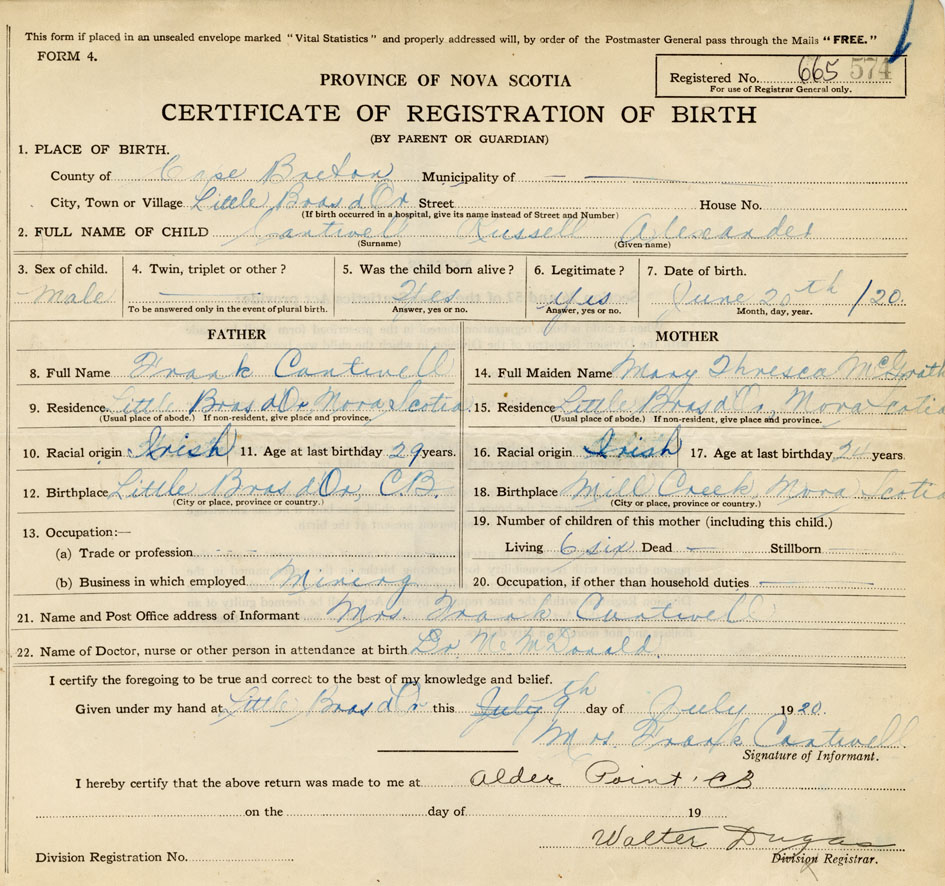 This form if placed in an unsealed envelope marked "Vital Statistics" and properly addressed will, by order of the Postmaster General pass through the Mails "FREE."
FORM 4.
Registered No. 665 574
For use of Registrar General only.
PROVINCE OF NOVA SCOTIA
CERTIFICATE OF REGISTRATION OF BIRTH
(BY PARENT OR GUARDIAN)
1. PLACE OF BIRTH.
County of Cape Breton Municipality of — —
City, Town or Village Little Bras d Or Street House No.
(If birth occurred in a hospital, give its name instead of Street and Number)
2. FULL NAME OF CHILD Cantwell Russell Alexander
(Surname) (Given name)
3. Sex of child. 4. Twin, triplet or other? 5. Was the child born alive? 6. Legitimate? 7. Date of birth.
Male — Yes yes June 20th /20.
To be answered only in the event of plural birth. Answer, yes or no. Answer, yes or no. Month, day, year.
FATHER MOTHER
8. Full Name Frank Cantwell 14. Full Maiden Name Mary Thresea McGrath
9. Residence. Little Bras d Or, Nova Scotia 15. Residence Little Bras d Or, Nova Scotia
(Usual place of abode.) If non-resident, give place and province. (Usual place of abode.) If non-resident, give place and province.
10. Racial origin Irish 11. Age at last birthday 29 years. 16. Racial origin Irish 17. Age at last birthday 24 years.
12. Birthplace Little Bras d Or, C.B. 18. Birthplace Mill Creek, Nova Scotia
(City or place, province or country.) (City or place, province or country.)
13. Occupation:— 19. Number of children of this mother (including this child.)
(a) Trade or profession - - - Living 6 six Dead — Stillborn —
(b) Business in which employed Mining 20. Occupation, if other than household duties —
21. Name and Post Office address of Informant Mrs. Frank Cantwell
22. Name of Doctor, nurse or other person in attendance at birth Dr. Mc McDonald.
I certify the foregoing to be true and correct to the best of my knowledge and belief.
Given under my hand at Little Bras d Or this July 9th day of July 1920.
Mrs Frank Cantwell
Signature of Informant.
I hereby certify that the above return was made to me at Alder Point. CB
on the day of 19
Walter Dugas
Division Registration No. Division Registrar.